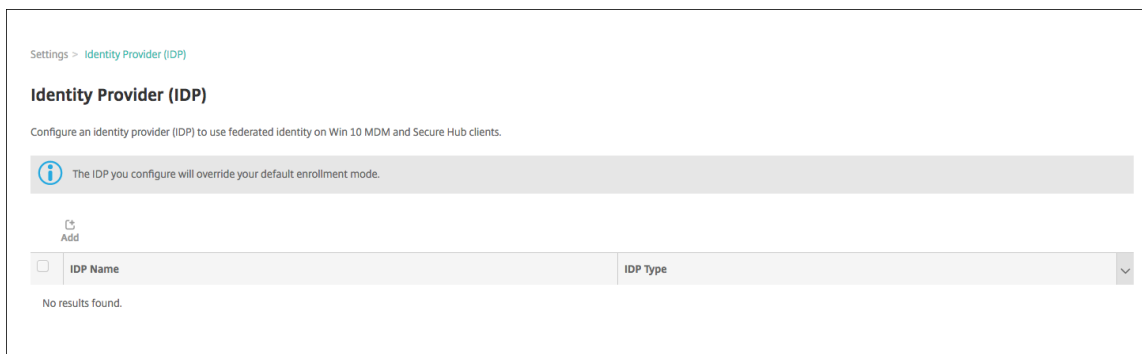 Settings > Identity Provider (IDP)
Identity Provider (IDP)
Configure an identity provider (IDP) to use federated identity on Win 10 MDM and Secure Hub clients.
The IDP you configure will override your default enrollment mode.
Add
IDP Name IDP Type
No results found.